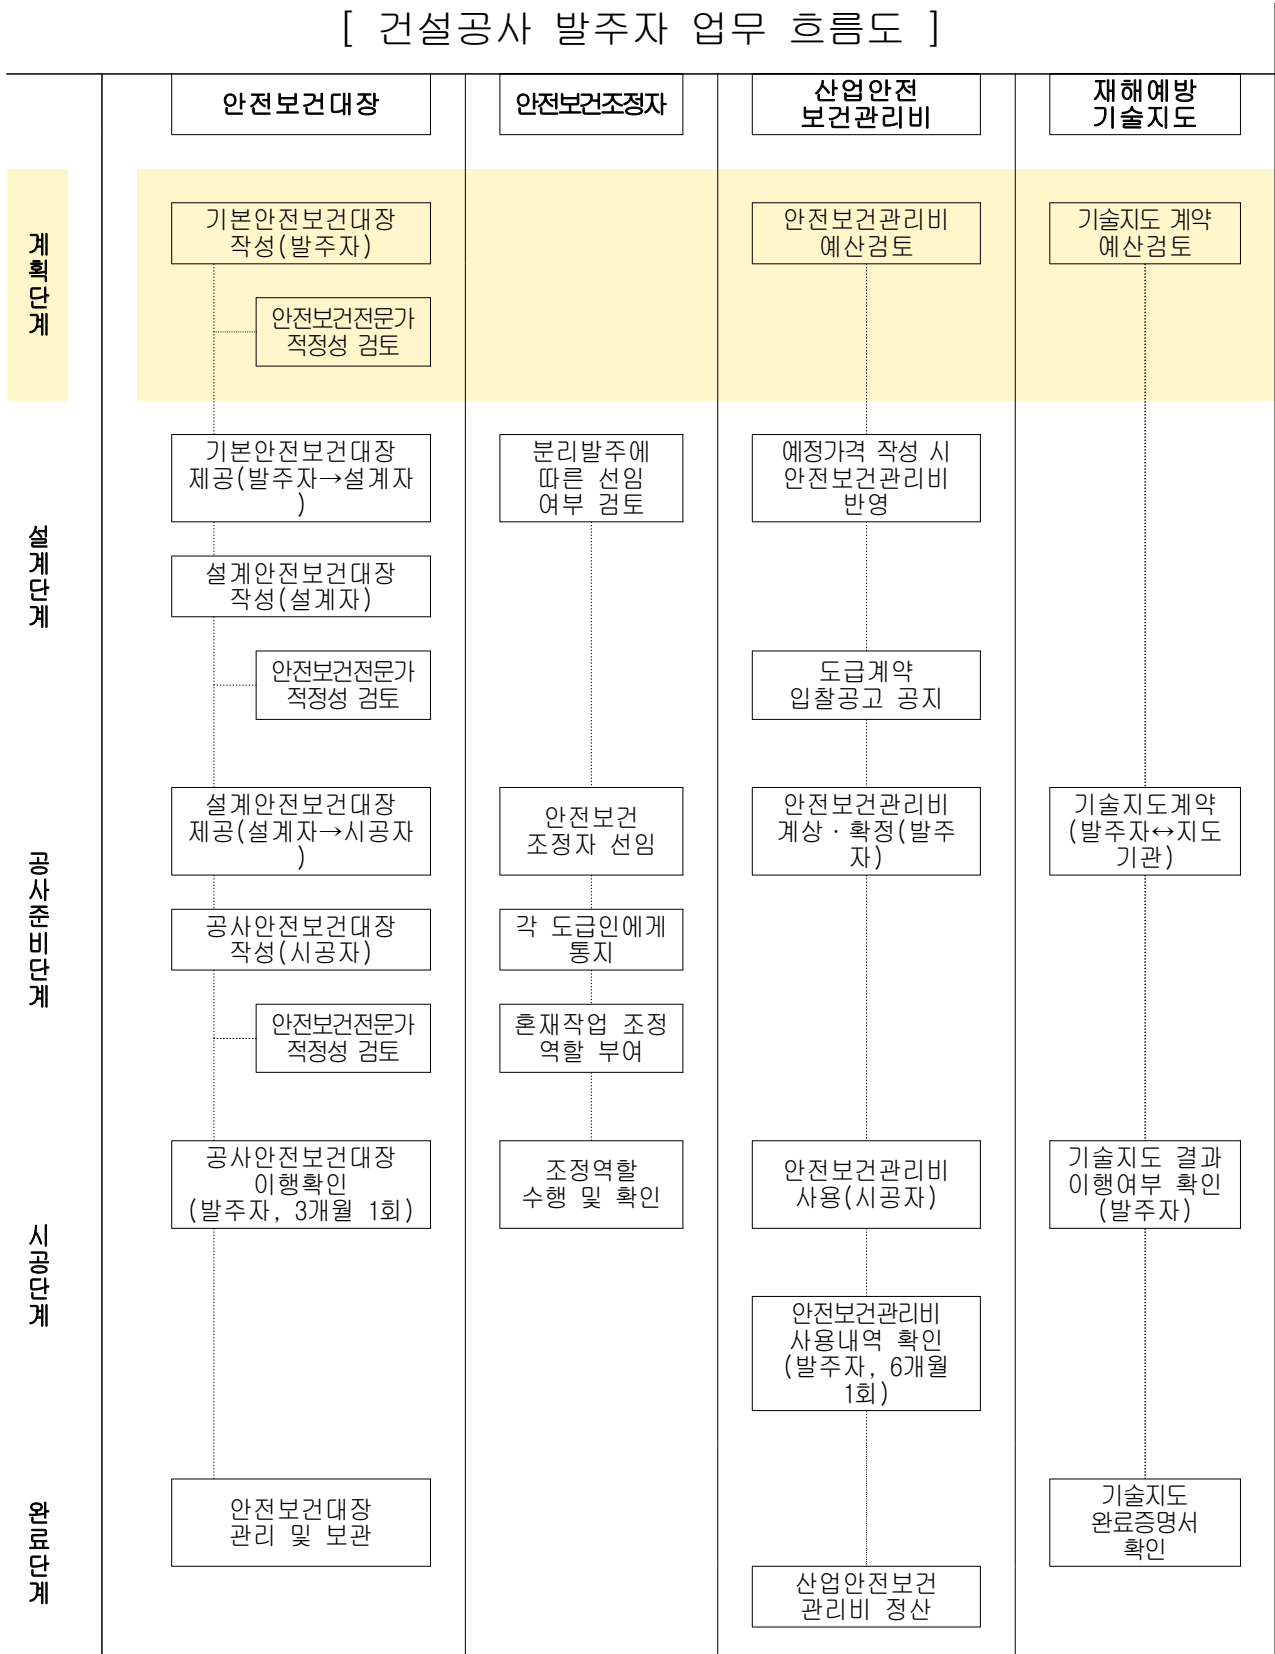 [ 건설공사 발주자 업무 흐름도 ]
안전보건대장
안전보건조정자
산업안전
보건관리비
재해예방
기술지도
계획단계
기본안전보건대장
작성(발주자)
안전보건전문가
적정성 검토
안전보건관리비
예산검토
기술지도 계약
예산검토
설계단계
기본안전보건대장
제공(발주자→설계자
)
설계안전보건대장
작성(설계자)
안전보건전문가
적정성 검토
분리발주에
따른 선임
여부 검토
예정가격 작성 시
안전보건관리비
반영
도급계약
입찰공고 공지
공사준비단계
설계안전보건대장
제공(설계자→시공자
)
공사안전보건대장
작성(시공자)
안전보건전문가
적정성 검토
안전보건
조정자 선임
각 도급인에게
통지
혼재작업 조정
역할 부여
안전보건관리비
계상·확정(발주
자)
기술지도계약
(발주자↔지도
기관)
시공단계
공사안전보건대장
이행확인
(발주자, 3개월 1회)
조정역할
수행 및 확인
안전보건관리비
사용(시공자)
안전보건관리비
사용내역 확인
(발주자, 6개월
1회)
기술지도 결과
이행여부 확인
(발주자)
완료단계
안전보건대장
관리 및 보관
산업안전보건
관리비 정산
기술지도
완료증명서
확인